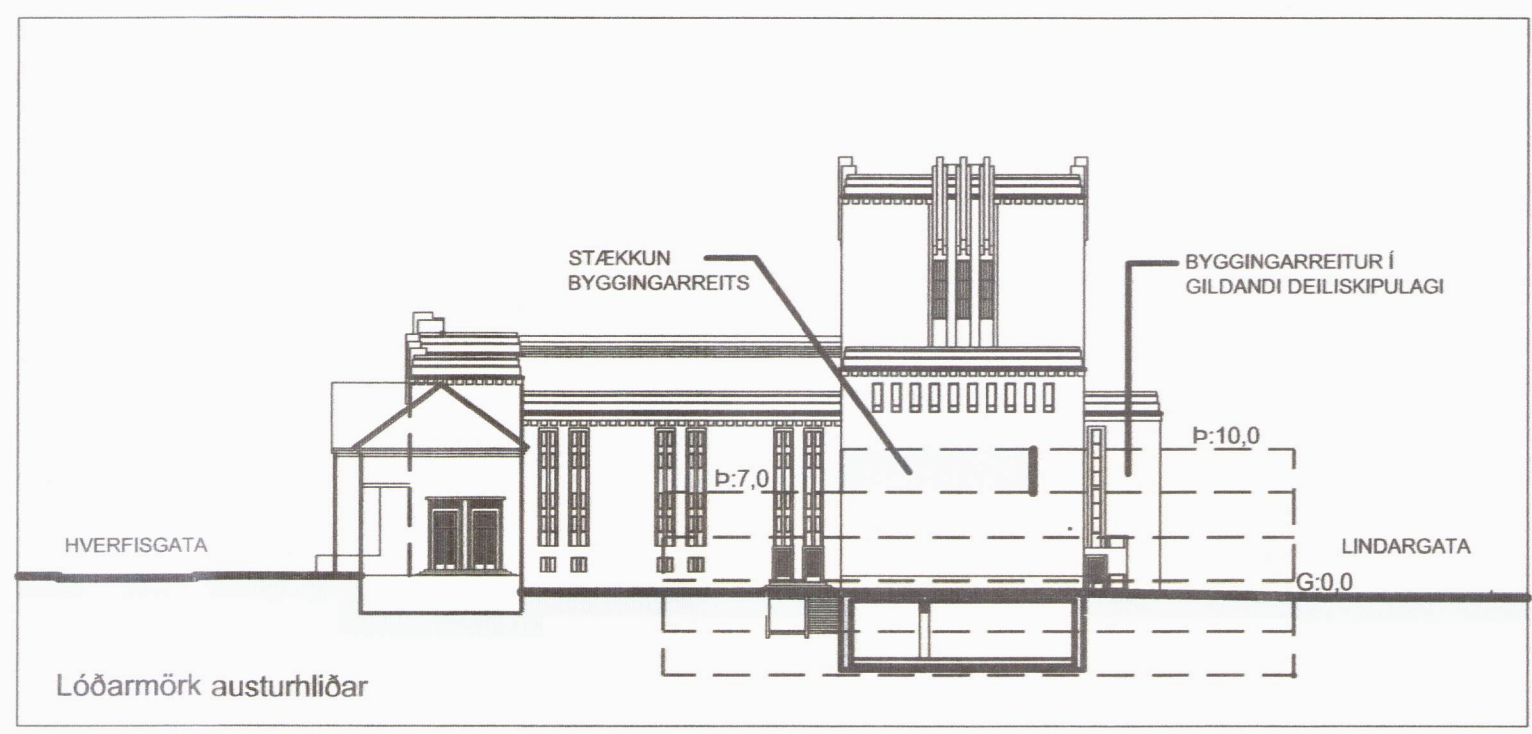 STÆKKUN
BYGGINGARREITS
BYGGINGARREITUR Í
GILDANDI DEILISKIPULAGI
Þ:10,0
Þ:7,0
HVERFISGATA
LINDARGATA
G:0,0
Lóðarmörk austurhliðar